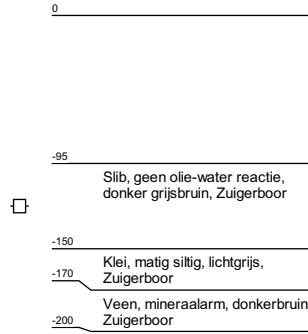 0
-95
Slib, geen olie-water reactie,
donker grijsbruin, Zuigerboor
-150
Klei, matig siltig, lichtgrijs,
Zuigerboor
-170
Veen, mineraalarm, donkerbruin
Zuigerboor
-200